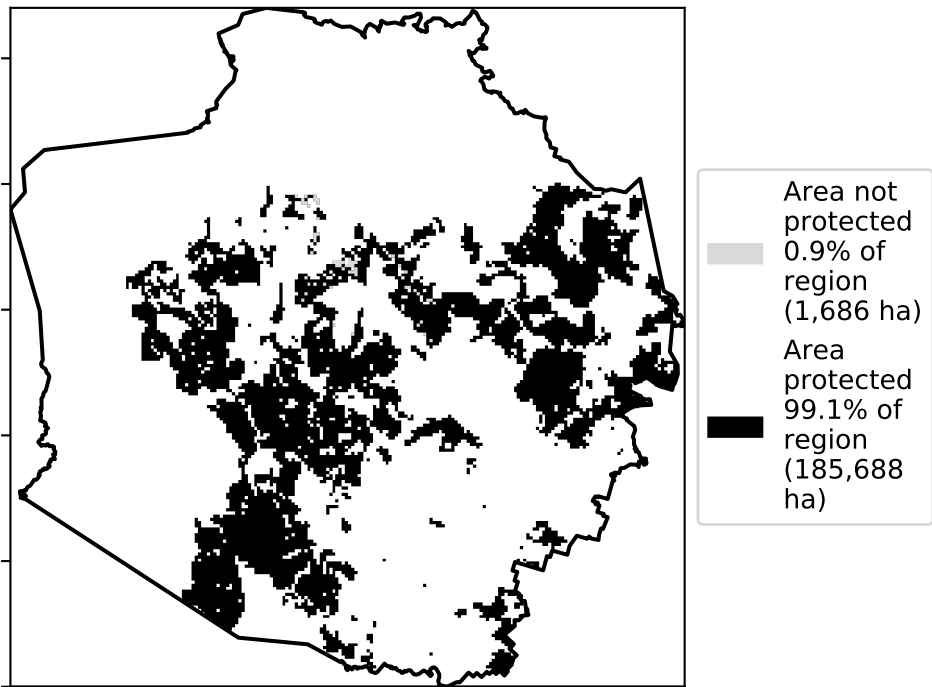 Area not
protected
0.9% of
region
(1,686 ha)
Area
protected
99.1% of
region
(185,688
ha)